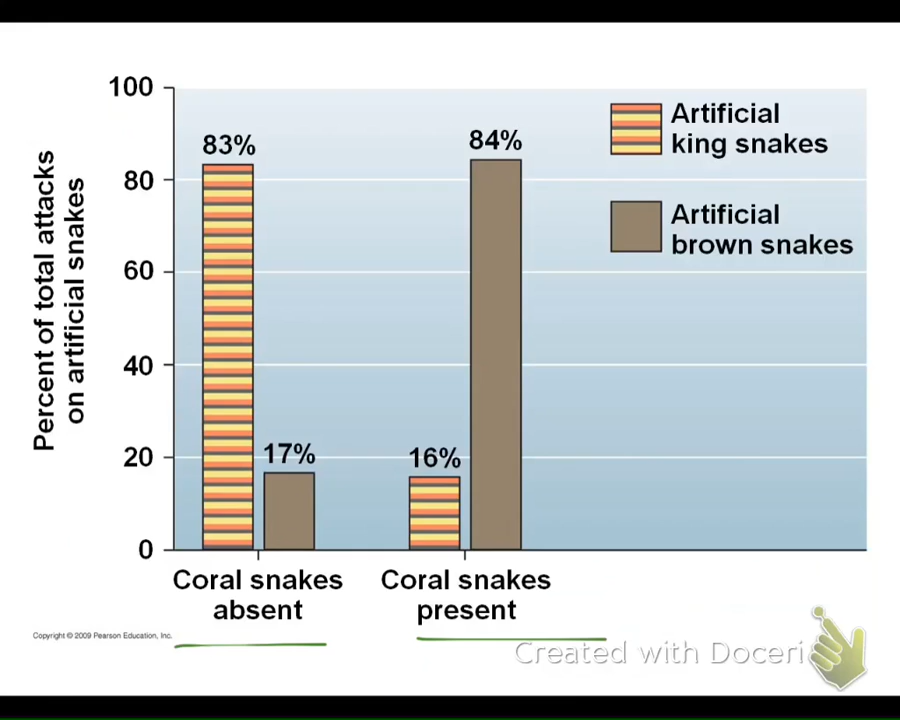 Percent of total attacks
on artificial snakes
100
80
60
40
20
0
83%
17%
16%
84%
Artificial
king snakes
Artificial
brown snakes
Coral snakes
absent
Coral snakes
present
Copyright © 2009 Pearson Education, Inc.
Created with Doceri